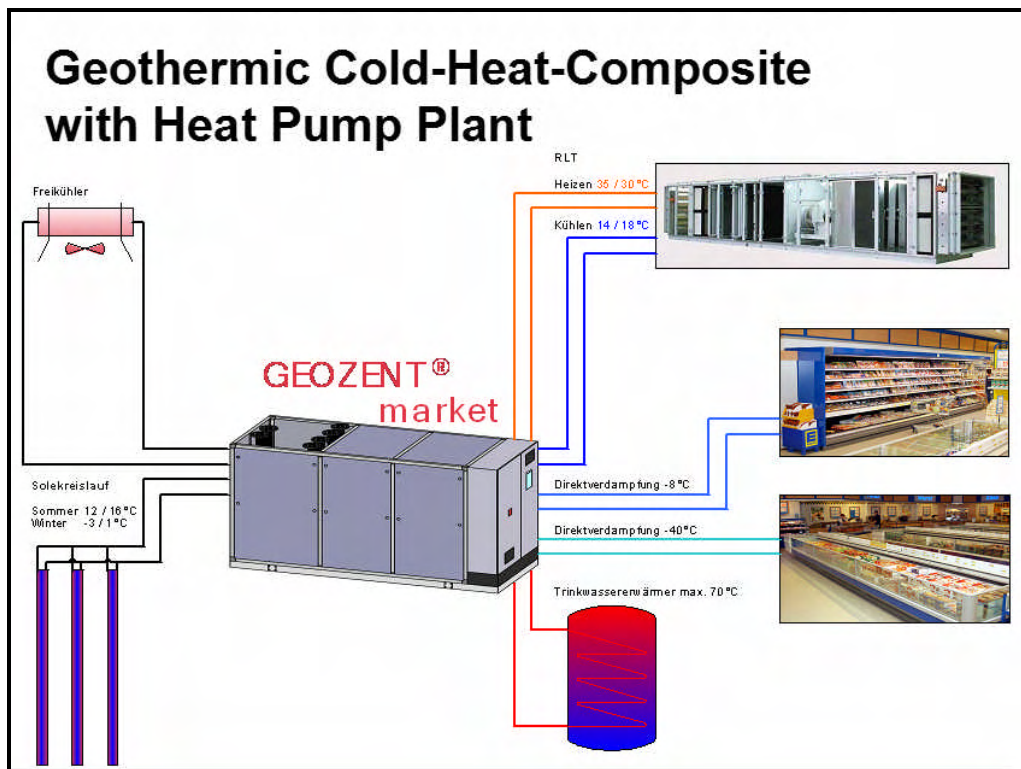 Geothermic Cold-Heat-Composite
with Heat Pump Plant
Freikühler
RLT
Heizen 35 / 30°C
Kühlen 14 / 18°C
GEOZENT®
market
Solekreislauf
Sommer 12 / 16°C
Winter -3 / 1°C
Direktverdampfung -8°C
Direktverdampfung -40°C
Trinkwassererwärmer max. 70°C